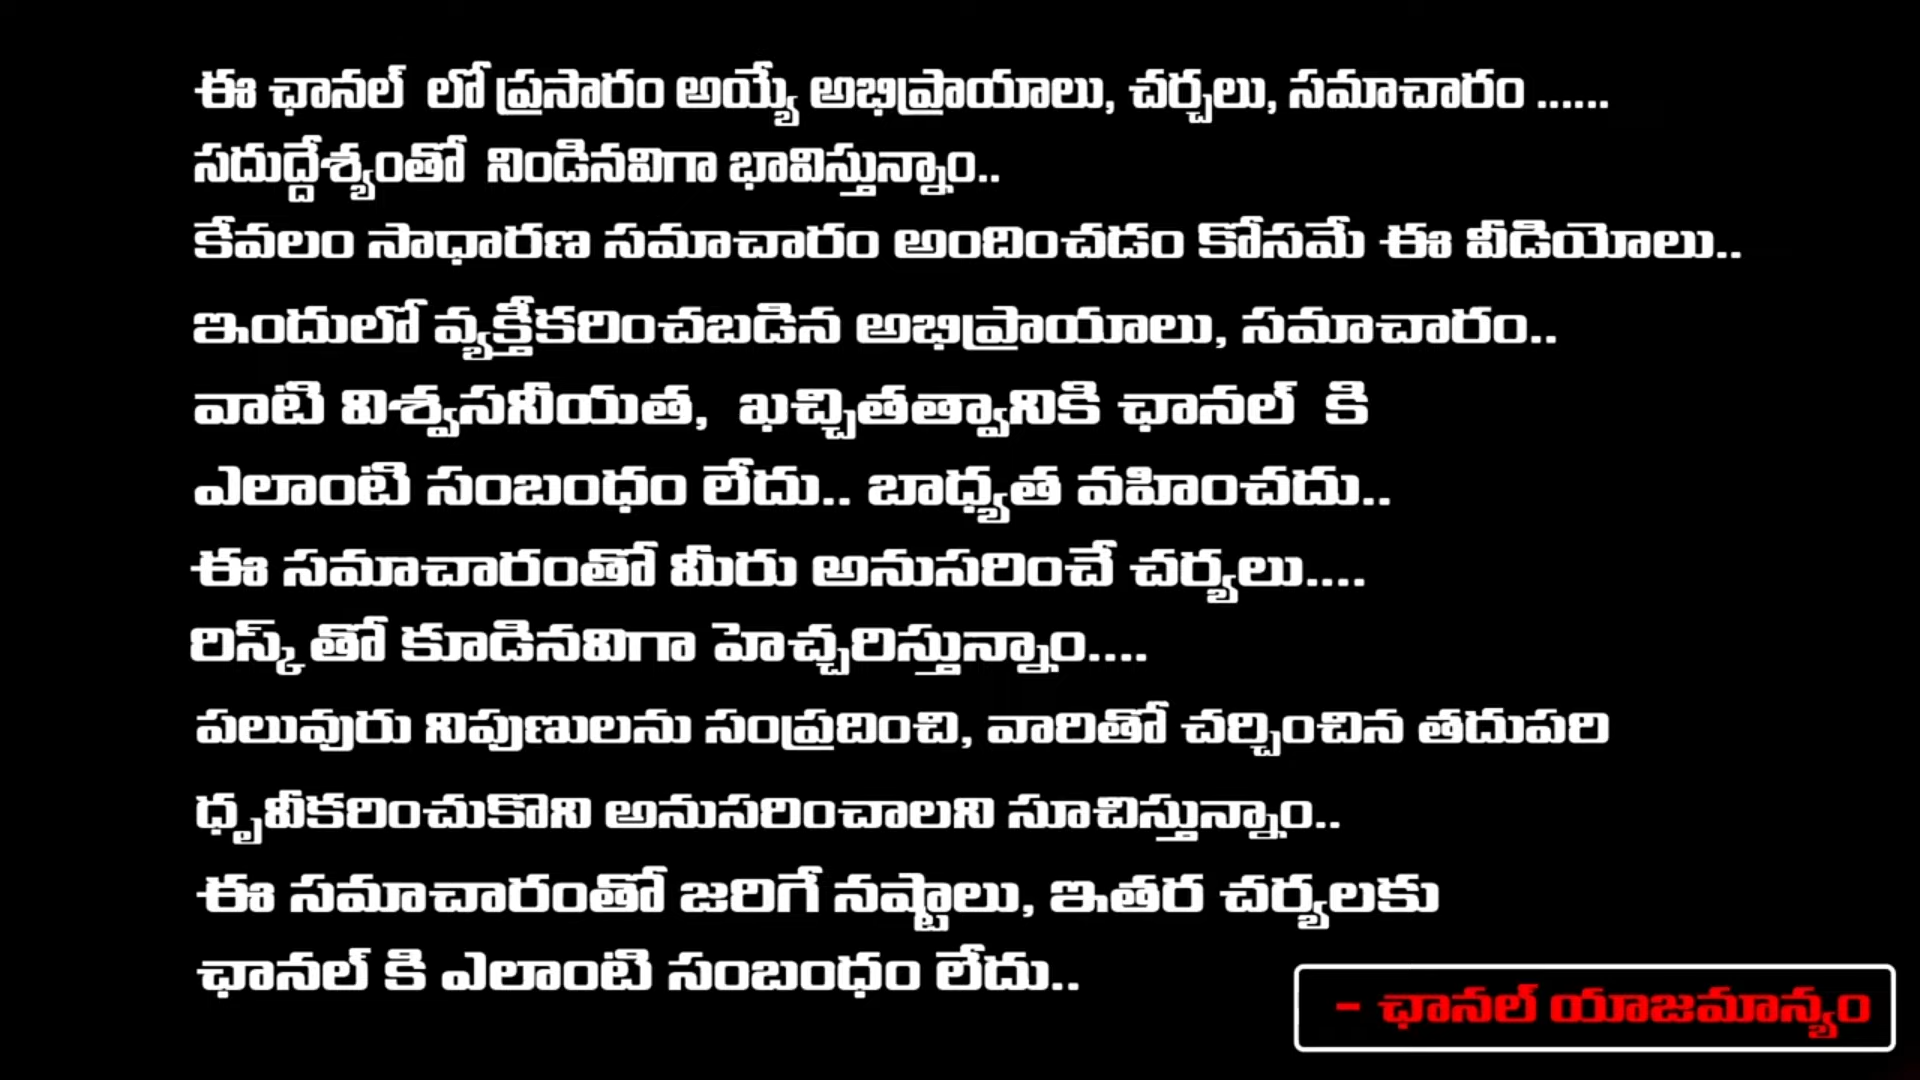 ఈ ఛానల్ లో ప్రసారం అయ్యే అభిప్రాయాలు, చర్చలు, సమాచారం ......
సదుద్దేశ్యంతో నిండినవిగా భావిస్తున్నాం..
కేవలం సాధారణ సమాచారం అందించడం కోసమే ఈ వీడియోలు..
ఇందులో వ్యక్తీకరించబడిన అభిప్రాయాలు, సమాచారం..
వాటి విశ్వసనీయత, ఖచ్చితత్వానికి ఛానల్ కి
ఎలాంటి సంబంధం లేదు.. బాధ్యత వహించదు..
ఈ సమాచారంతో మీరు అనుసరించే చర్యలు....
రిస్క్ తో కూడినవిగా హెచ్చరిస్తున్నాం....
పలువురు నిపుణులను సంప్రదించి, వారితో చర్చించిన తదుపరి
ధృవీకరించుకొని అనుసరించాలని సూచిస్తున్నాం..
ఈ సమాచారంతో జరిగే నష్టాలు, ఇతర చర్యలకు
ఛానల్ కి ఎలాంటి సంబంధం లేదు..
- ఛానల్ యాజమాన్యం